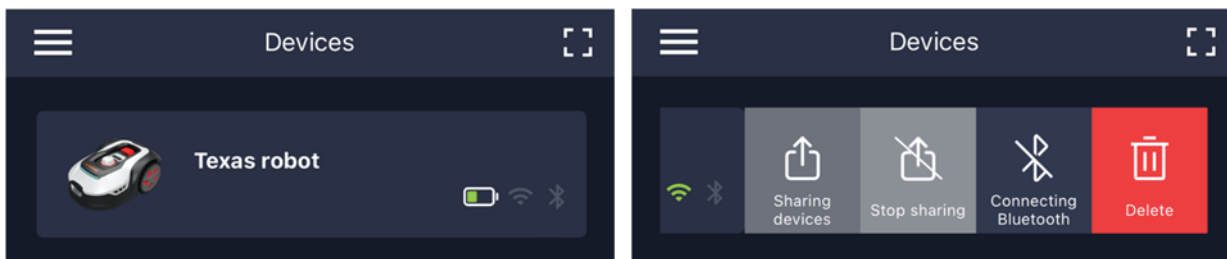 Devices
Texas robot
Devices
Sharing
devices
Stop sharing
Connecting
Bluetooth
Delete